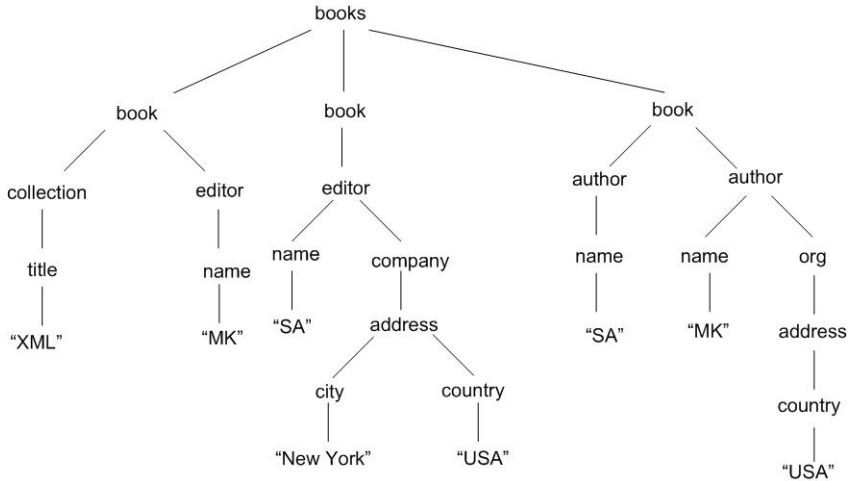 books
book
book
book
collection
editor
editor
author
author
title
name
name
company
name
name
org
"XML"
"MK"
"SA"
address
"SA"
"MK"
address
city
country
country
"New York"
"USA"
"USA"